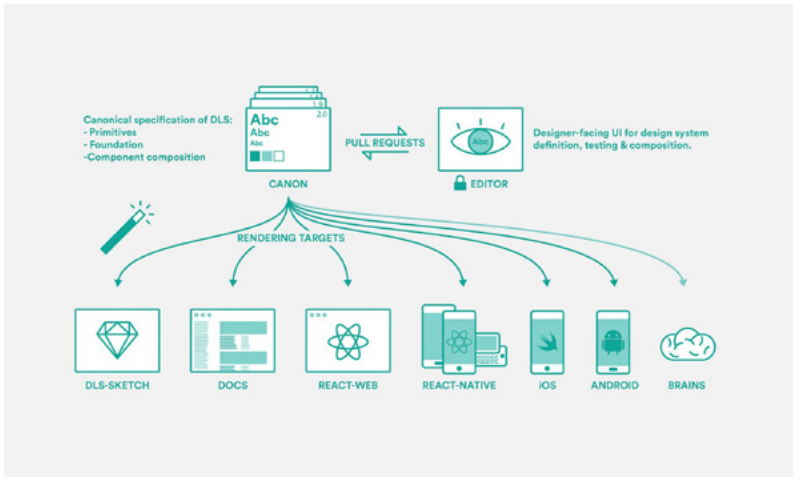 Canonical specification of DLS:
- Primitives
- Foundation
-Component composition
1.9
2.0
Abc
Abc
Abc
CANON
PULL REQUESTS
Abc
EDITOR
Designer-facing UI for design system
definition, testing & composition.
RENDERING TARGETS
DLS-SKETCH
DOCS
REACT-WEB
REACT-NATIVE
iOS
ANDROID
BRAINS